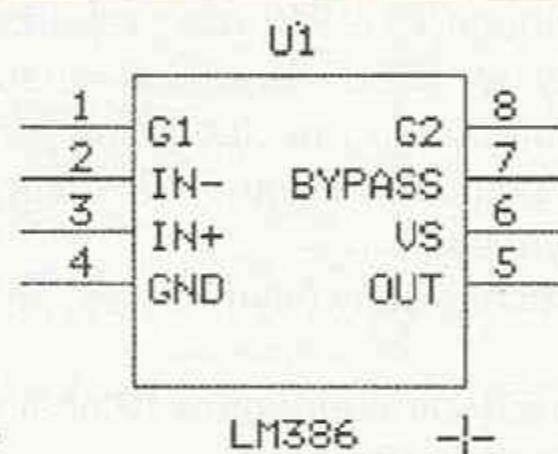 U1
1 G1 G2 8
2 IN- BYPASS 7
3 IN+ VS 6
4 GND OUT 5
LM386